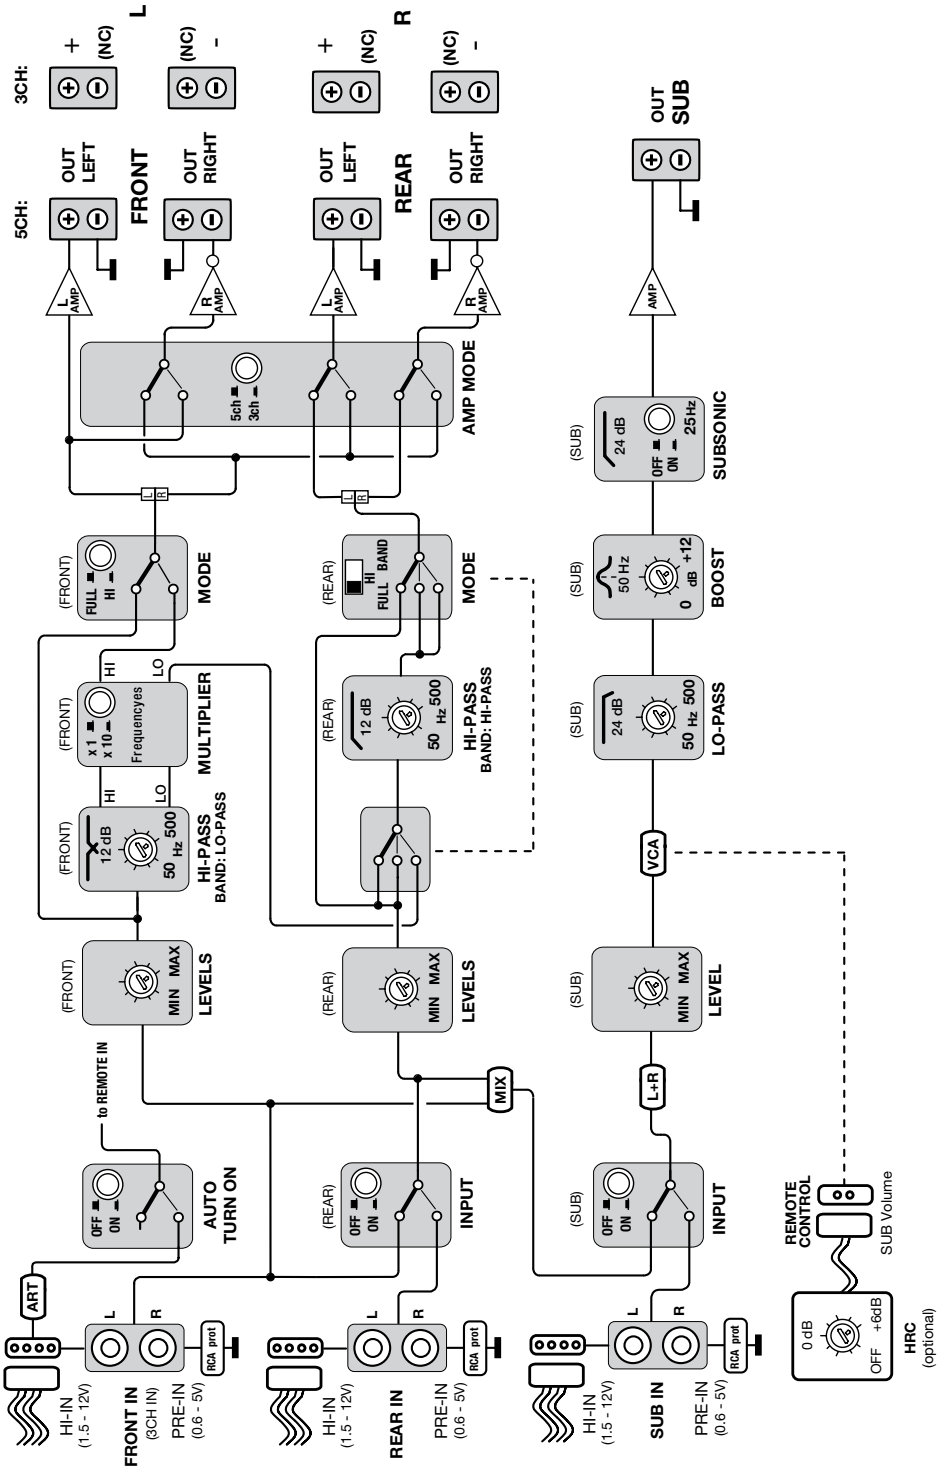 HI-IN
(1.5 - 12V)
FRONT IN
(3CH IN)
PRE-IN
(0.6 - 5V)
L
R
RCA prot
ART
OFF
ON
AUTO
TURN ON
to REMOTE IN
(FRONT)
MIN MAX
LEVELS
(FRONT)
12 dB
50 Hz 500
HI-PASS
BAND: LO-PASS
HI
LO
(FRONT)
x 1
x 10
Frequencyes
MULTIPLIER
HI
LO
(FRONT)
FULL
HI
MODE
L
R
5ch
3ch
AMP MODE
L
AMP
R
AMP
5CH:
OUT
LEFT
FRONT
OUT
RIGHT
3CH:
+
(NC)
L
(NC)
-
HI-IN
(1.5 - 12V)
REAR IN
PRE-IN
(0.6 - 5V)
L
R
RCA prot
(REAR)
OFF
ON
INPUT
MIX
(REAR)
MIN MAX
LEVELS
(REAR)
12 dB
50 Hz 500
HI-PASS
BAND: HI-PASS
(REAR)
HI
FULL BAND
MODE
L
R
L
AMP
R
AMP
OUT
LEFT
REAR
OUT
RIGHT
+
(NC)
R
(NC)
-
HI-IN
(1.5 - 12V)
SUB IN
PRE-IN
(0.6 - 5V)
L
R
RCA prot
(SUB)
OFF
ON
INPUT
L+R
(SUB)
MIN MAX
LEVEL
VCA
(SUB)
24 dB
50 Hz 500
LO-PASS
(SUB)
50 Hz
0 dB +12
BOOST
(SUB)
24 dB
OFF
ON
25Hz
SUBSONIC
AMP
OUT
SUB
0 dB
OFF +6dB
HRC
(optional)
REMOTE
CONTROL
SUB Volume